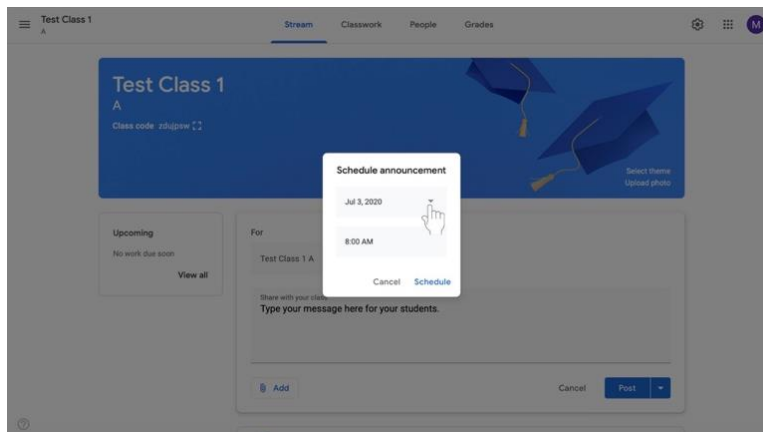 Test Class 1
A
Stream Classwork People Grades
M
Test Class 1
A
Class code zdujpsw
Select theme
Upload photo
Schedule announcement
Jul 3, 2020
8:00 AM
Cancel Schedule
Upcoming
No work due soon
View all
For
Test Class 1 A
Share with your class
Type your message here for your students.
Add
Cancel Post